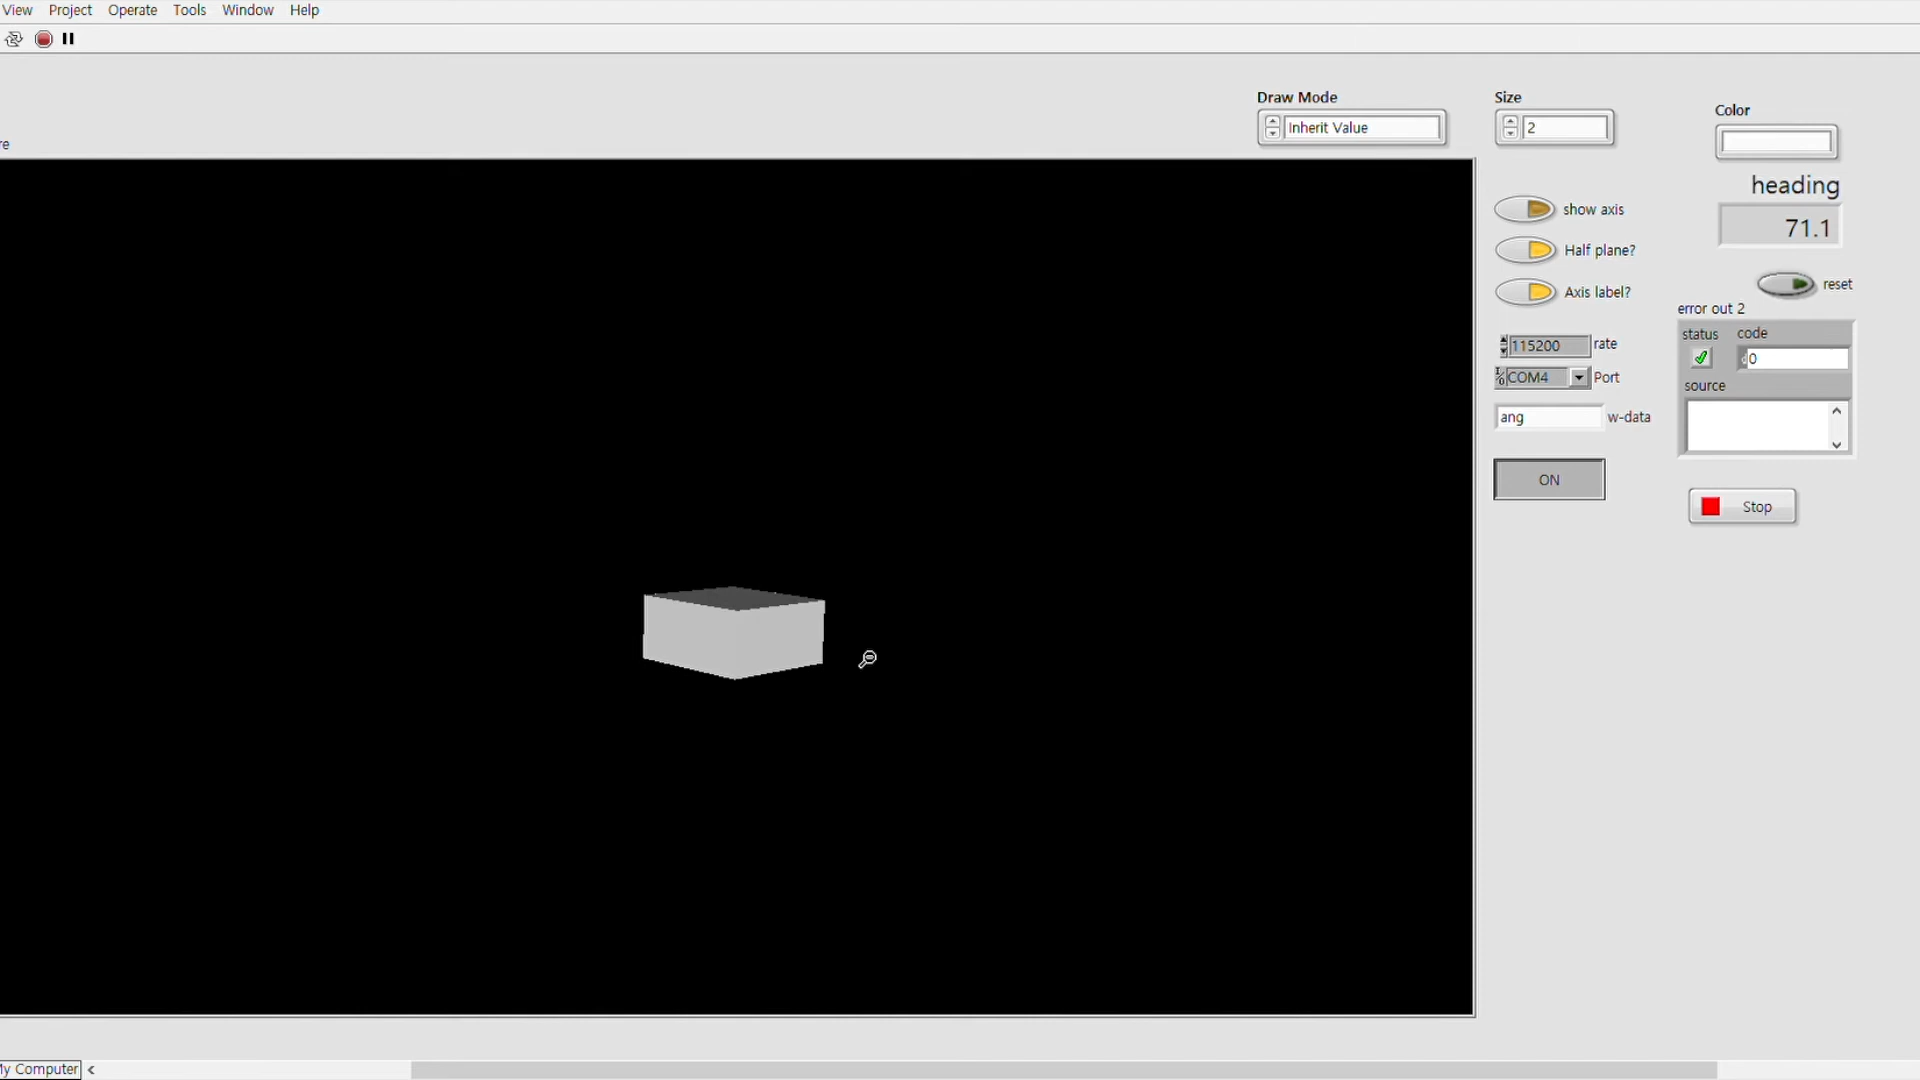 View Project Operate Tools Window Help
re
Draw Mode
Inherit Value
Size
2
Color
heading
71.1
show axis
Half plane?
Axis label?
reset
error out 2
status code
0
source
115200 rate
COM4 Port
ang w-data
ON
Stop
My Computer